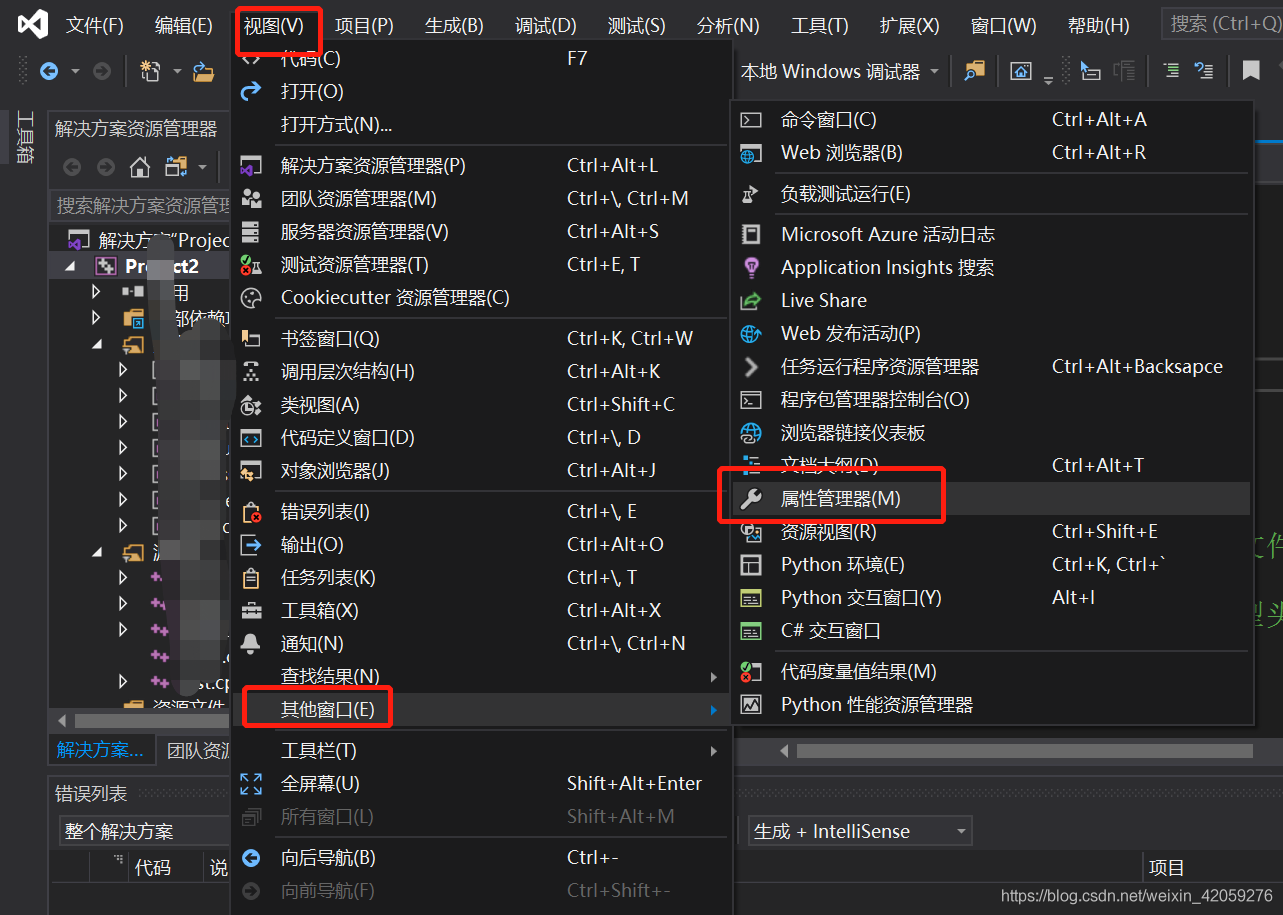 文件(F) 编辑(E) 视图(V) 项目(P) 生成(B) 调试(D) 测试(S) 分析(N) 工具(T) 扩展(X) 窗口(W) 帮助(H) 搜索 (Ctrl+Q)
本地 Windows 调试器
工具箱
解决方案资源管理器
搜索解决方案资源管理
解决方案"Projec
Project2
解决方案... 团队资源
错误列表
整个解决方案
代码 说
代码(C) F7
打开(O)
打开方式(N)...
解决方案资源管理器(P) Ctrl+Alt+L
团队资源管理器(M) Ctrl+\, Ctrl+M
服务器资源管理器(V) Ctrl+Alt+S
测试资源管理器(T) Ctrl+E, T
Cookiecutter 资源管理器(C)
书签窗口(Q) Ctrl+K, Ctrl+W
调用层次结构(H) Ctrl+Alt+K
类视图(A) Ctrl+Shift+C
代码定义窗口(D) Ctrl+\, D
对象浏览器(J) Ctrl+Alt+J
错误列表(I) Ctrl+\, E
输出(O) Ctrl+Alt+O
任务列表(K) Ctrl+\, T
工具箱(X) Ctrl+Alt+X
通知(N) Ctrl+\, Ctrl+N
查找结果(N)
其他窗口(E)
工具栏(T)
全屏幕(U) Shift+Alt+Enter
所有窗口(L) Shift+Alt+M
向后导航(B) Ctrl+-
向前导航(F) Ctrl+Shift+-
命令窗口(C) Ctrl+Alt+A
Web 浏览器(B) Ctrl+Alt+R
负载测试运行(E)
Microsoft Azure 活动日志
Application Insights 搜索
Live Share
Web 发布活动(P)
任务运行程序资源管理器 Ctrl+Alt+Backsapce
程序包管理器控制台(O)
浏览器链接仪表板
文档大纲(D) Ctrl+Alt+T
属性管理器(M)
资源视图(R) Ctrl+Shift+E
Python 环境(E) Ctrl+K, Ctrl+`
Python 交互窗口(Y) Alt+I
C# 交互窗口
代码度量值结果(M)
Python 性能资源管理器
生成 + IntelliSense
项目
https://blog.csdn.net/weixin_42059276